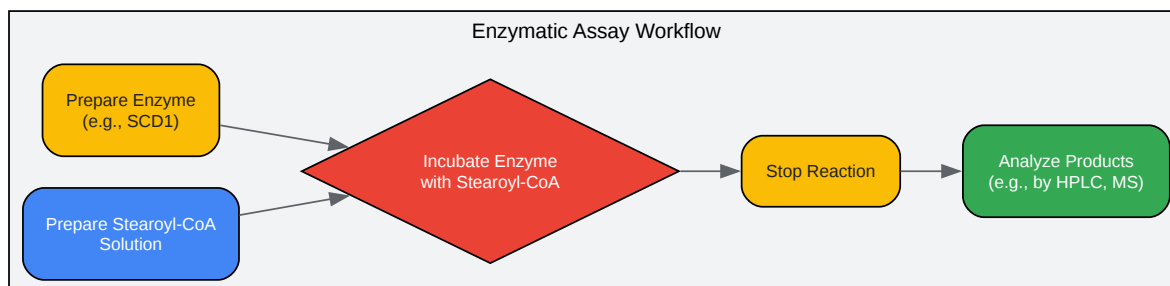 Enzymatic Assay Workflow
Prepare Enzyme
(e.g., SCD1)
Prepare Stearoyl-CoA
Solution
Incubate Enzyme
with Stearoyl-CoA
Stop Reaction
Analyze Products
(e.g., by HPLC, MS)